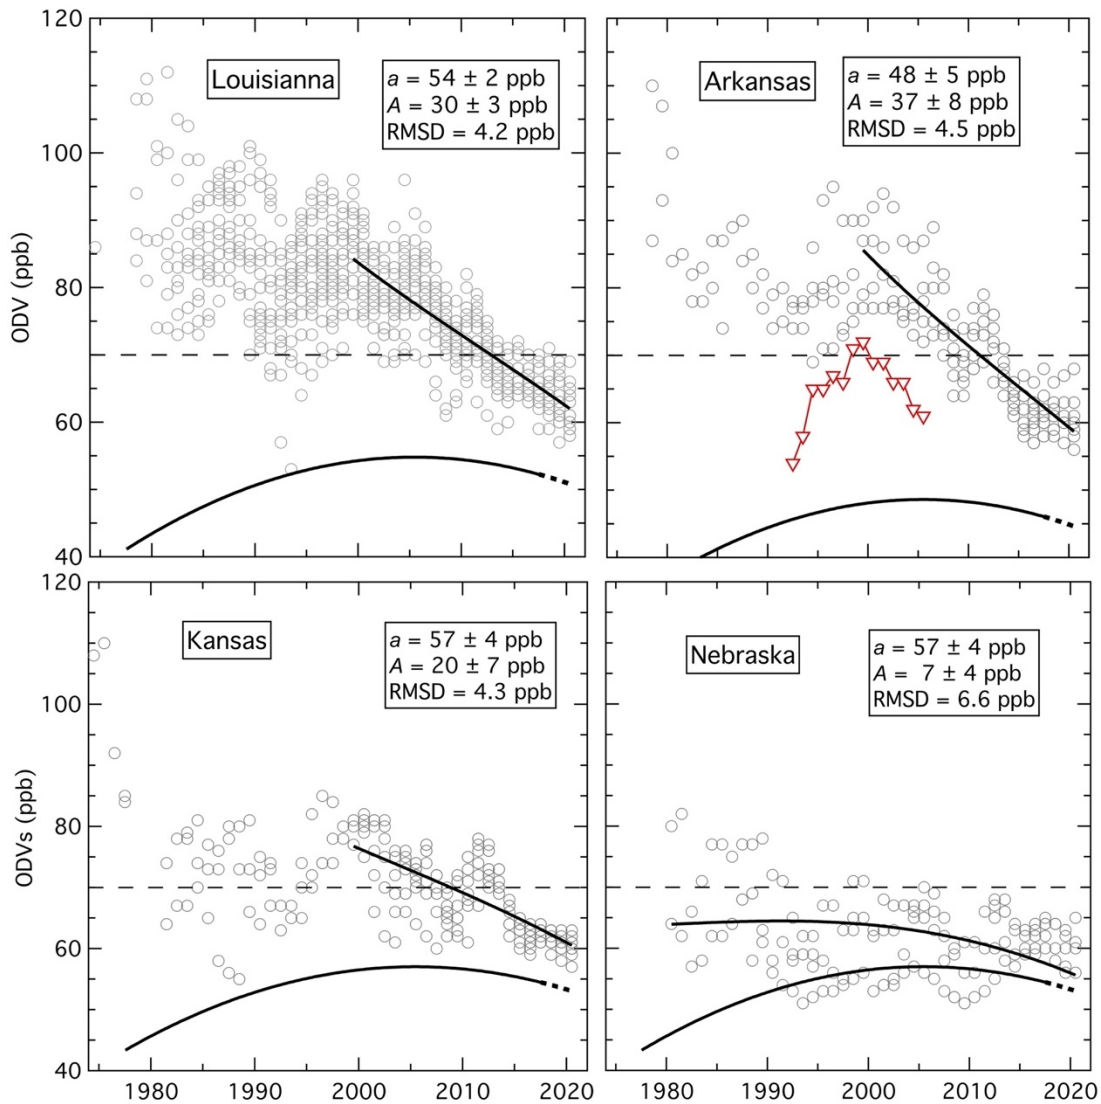 120
100
80
60
40
ODV (ppb)
Louisianna
a = 54 ± 2 ppb
A = 30 ± 3 ppb
RMSD = 4.2 ppb
Arkansas
a = 48 ± 5 ppb
A = 37 ± 8 ppb
RMSD = 4.5 ppb
120
100
80
60
40
ODVs (ppb)
Kansas
a = 57 ± 4 ppb
A = 20 ± 7 ppb
RMSD = 4.3 ppb
1980 1990 2000 2010 2020
Nebraska
a = 57 ± 4 ppb
A = 7 ± 4 ppb
RMSD = 6.6 ppb
1980 1990 2000 2010 2020